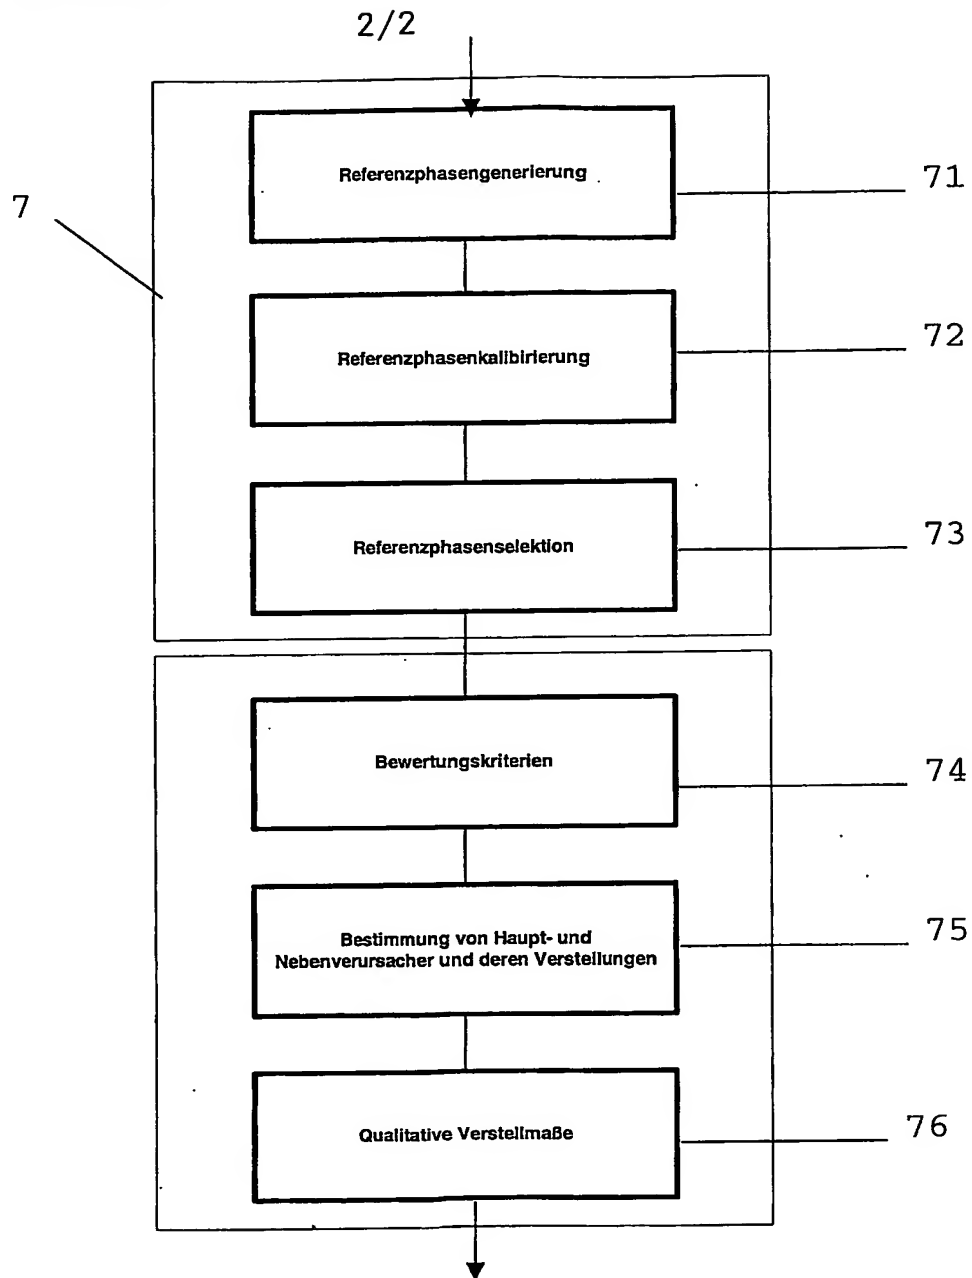 2/2
Referenzphasengenerierung
71
7
Referenzphasenkalibirierung
72
Referenzphasenselektion
73
Bewertungskriterien
74
Bestimmung von Haupt- und
Nebenverursacher und deren Verstellungen
75
Qualitative Verstellmaße
76